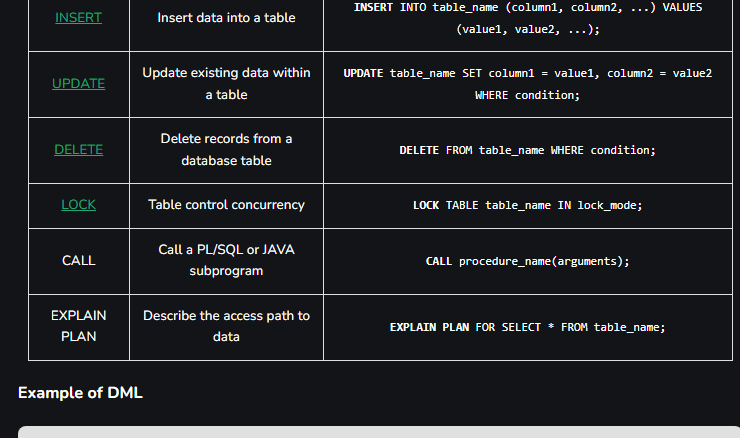 INSERT
Insert data into a table
INSERT INTO table_name (column1, column2, ...) VALUES
(value1, value2, ...);
UPDATE
Update existing data within
a table
UPDATE table_name SET column1 = value1, column2 = value2
WHERE condition;
DELETE
Delete records from a
database table
DELETE FROM table_name WHERE condition;
LOCK
Table control concurrency
LOCK TABLE table_name IN lock_mode;
CALL
Call a PL/SQL or JAVA
subprogram
CALL procedure_name(arguments);
EXPLAIN
PLAN
Describe the access path to
data
EXPLAIN PLAN FOR SELECT * FROM table_name;
Example of DML